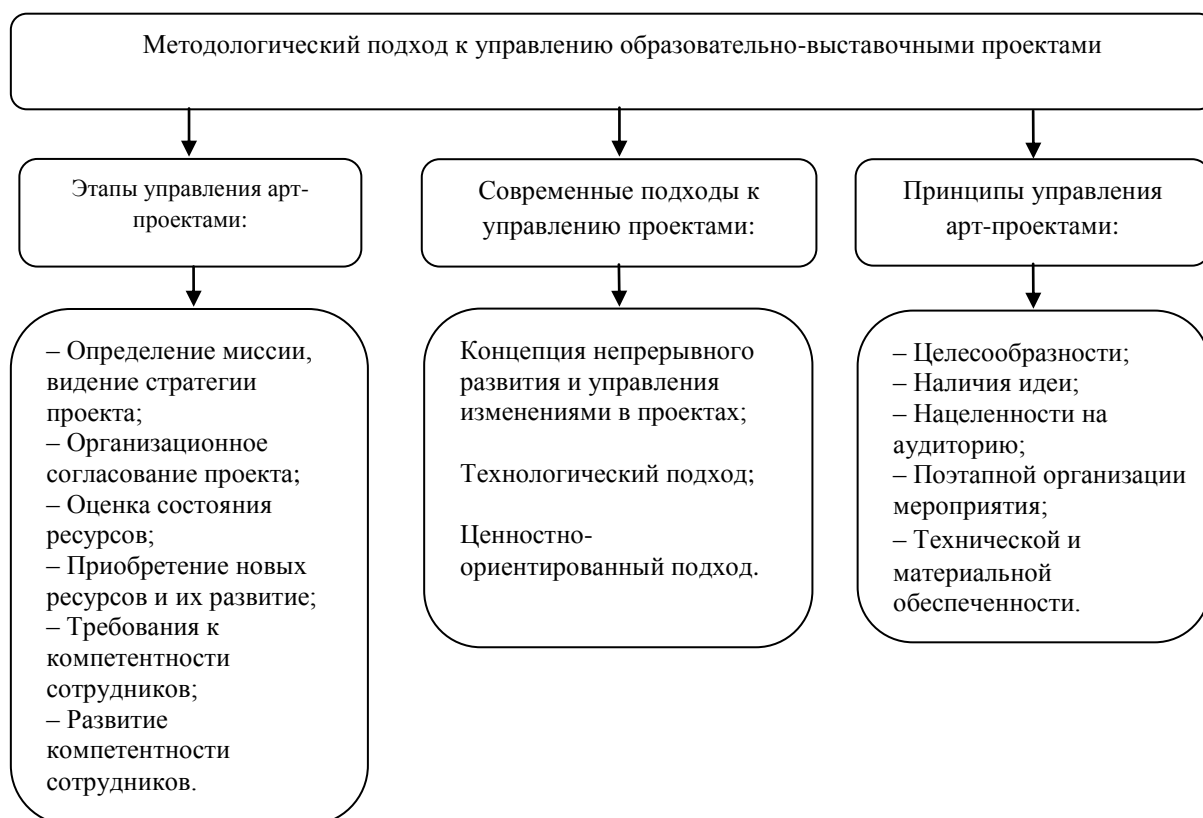 Методологический подход к управлению образовательно-выставочными проектами
Этапы управления арт-
проектами:
Современные подходы к
управлению проектами:
Принципы управления
арт-проектами:
– Определение миссии,
видение стратегии
проекта;
– Организационное
согласование проекта;
– Оценка состояния
ресурсов;
– Приобретение новых
ресурсов и их развитие;
– Требования к
компетентности
сотрудников;
– Развитие
компетентности
сотрудников.
Концепция непрерывного
развития и управления
изменениями в проектах;
Технологический подход;
Ценностно-
ориентированный подход.
– Целесообразности;
– Наличия идеи;
– Нацеленности на
аудиторию;
– Поэтапной организации
мероприятия;
– Технической и
материальной
обеспеченности.